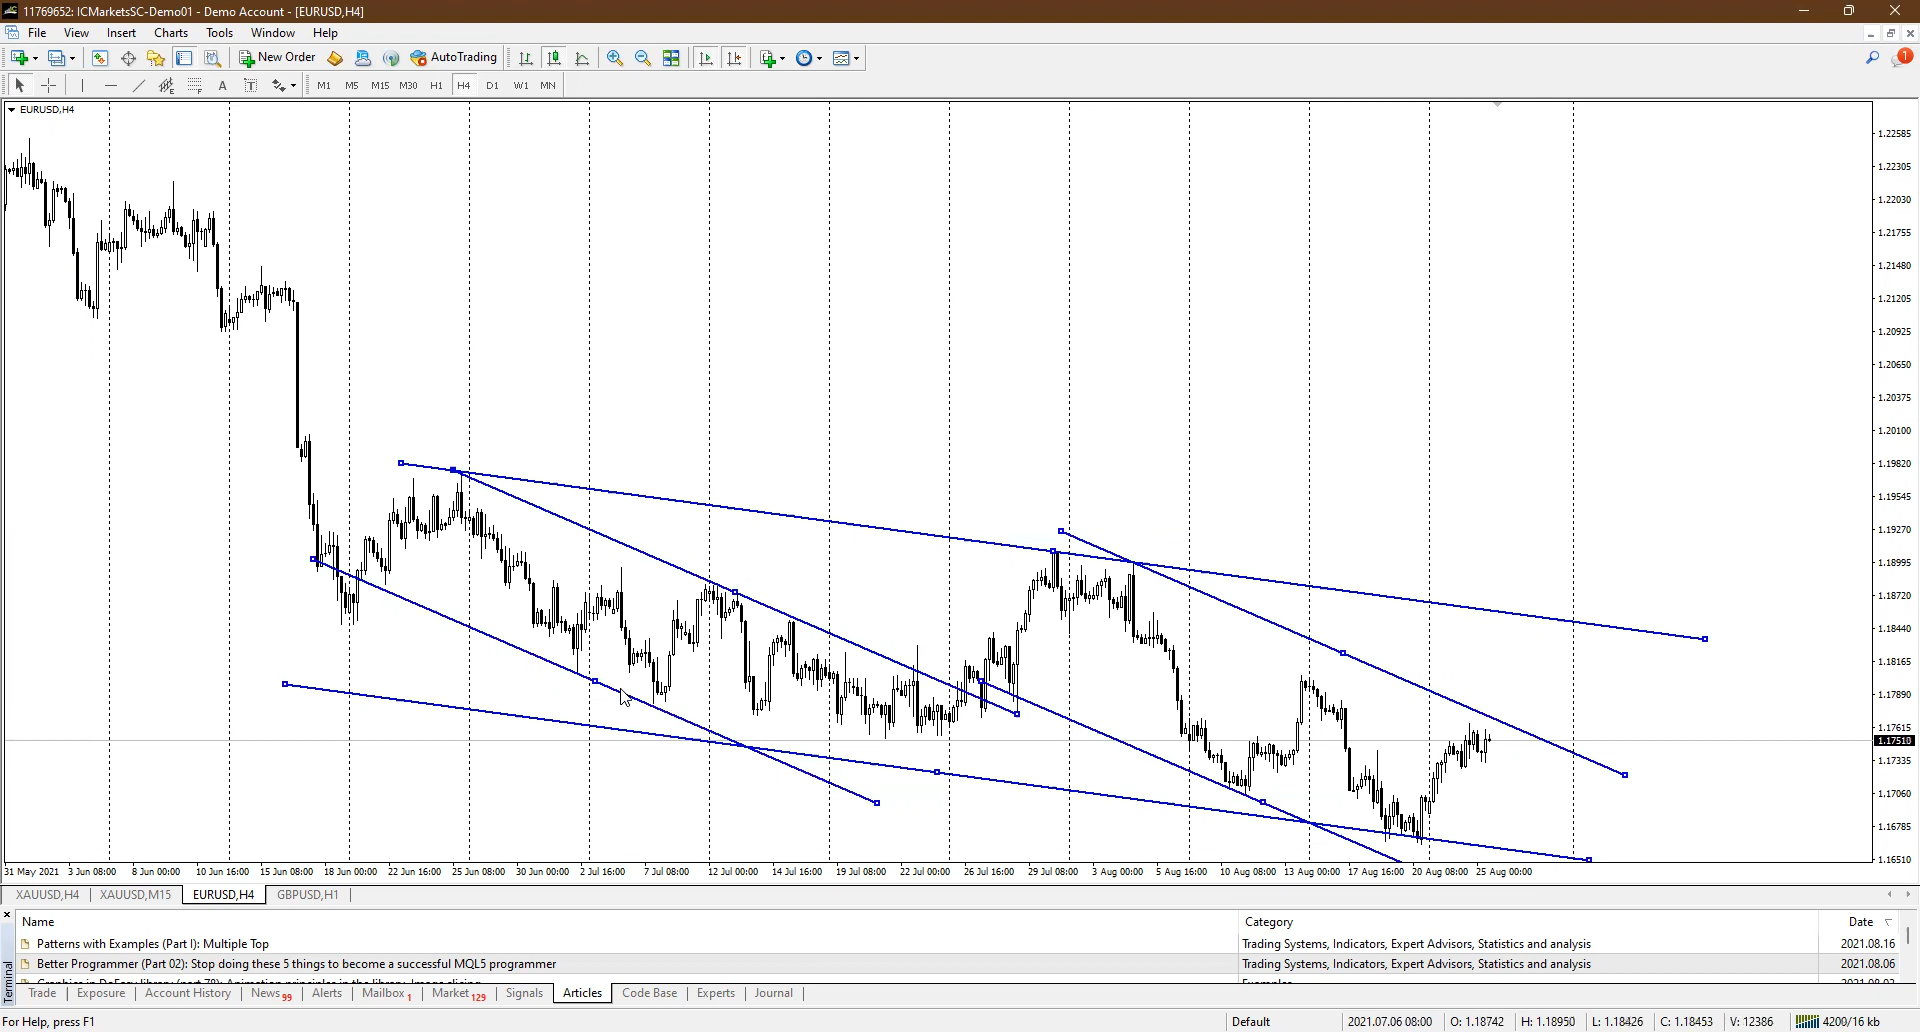 11769652: ICMarketsSC-Demo01 - Demo Account - [EURUSD,H4]
File View Insert Charts Tools Window Help
New Order AutoTrading 1
A T M1 M5 M15 M30 H1 H4 D1 W1 MN
EURUSD,H4
1.22585
1.22305
1.22030
1.21755
1.21480
1.21205
1.20925
1.20650
1.20375
1.20100
1.19820
1.19545
1.19270
1.18995
1.18720
1.18440
1.18165
1.17890
1.17615
1.17510
1.17335
1.17060
1.16785
1.16510
31 May 2021 3 Jun 08:00 8 Jun 00:00 10 Jun 16:00 15 Jun 08:00 18 Jun 00:00 22 Jun 16:00 25 Jun 08:00 30 Jun 00:00 2 Jul 16:00 7 Jul 08:00 12 Jul 00:00 14 Jul 16:00 19 Jul 08:00 22 Jul 00:00 26 Jul 16:00 29 Jul 08:00 3 Aug 00:00 5 Aug 16:00 10 Aug 08:00 13 Aug 00:00 17 Aug 16:00 20 Aug 08:00 25 Aug 00:00
XAUUSD,H4 XAUUSD,M15 EURUSD,H4 GBPUSD,H1
Name Category Date
Patterns with Examples (Part I): Multiple Top Trading Systems, Indicators, Expert Advisors, Statistics and analysis 2021.08.16
Better Programmer (Part 02): Stop doing these 5 things to become a successful MQL5 programmer Trading Systems, Indicators, Expert Advisors, Statistics and analysis 2021.08.06
Terminal
Trade Exposure Account History News 99 Alerts Mailbox 1 Market 129 Signals Articles Code Base Experts Journal
For Help, press F1 Default 2021.07.06 08:00 O: 1.18742 H: 1.18950 L: 1.18426 C: 1.18453 V: 12386 4200/16 kb